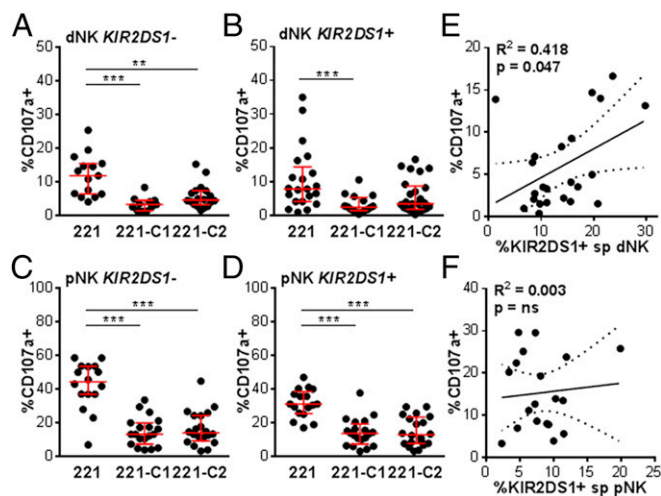 A dNK KIR2DS1-
%CD107a+
50
40
30
20
10
0
**
***
221 221-C1 221-C2
B dNK KIR2DS1+
%CD107a+
50
40
30
20
10
0
***
221 221-C1 221-C2
E
R² = 0.418
p = 0.047
%CD107a+
20
15
10
5
0
0 10 20 30
%KIR2DS1+ sp dNK
C pNK KIR2DS1-
%CD107a+
100
80
60
40
20
0
***
***
221 221-C1 221-C2
D pNK KIR2DS1+
%CD107a+
100
80
60
40
20
0
***
***
221 221-C1 221-C2
F
R² = 0.003
p = ns
%CD107a+
40
30
20
10
0
0 5 10 15 20 25
%KIR2DS1+ sp pNK